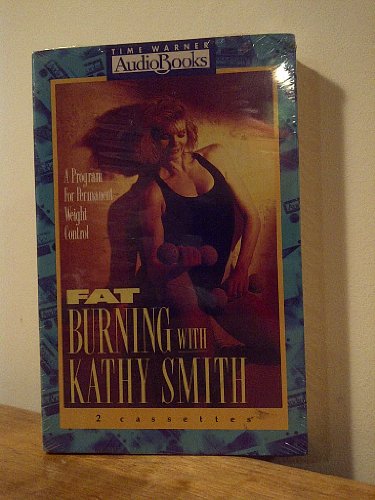 TIME WARNER
AudioBooks
A Program
For Permanent
Weight
Control
FAT
BURNING WITH
KATHY SMITH
2 cassettes